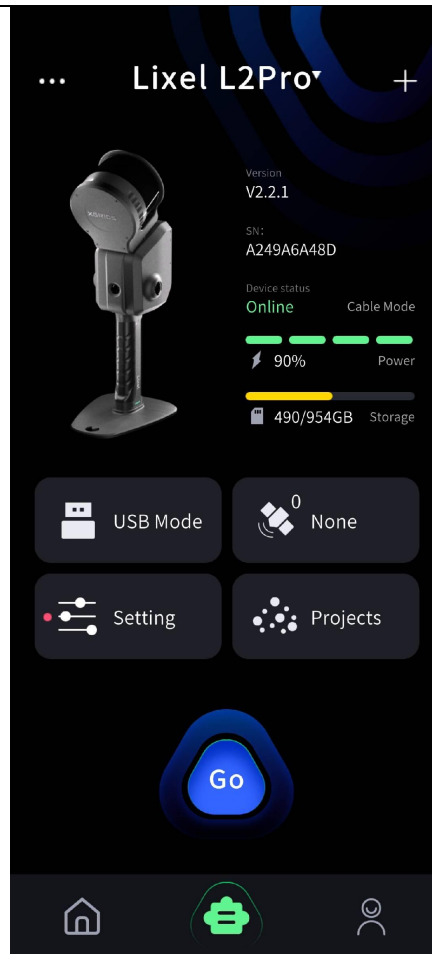 Lixel L2Pro
Version
V2.2.1
SN:
A249A6A48D
Device status
Online Cable Mode
90% Power
490/954GB Storage
USB Mode
0
None
Setting
Projects
Go